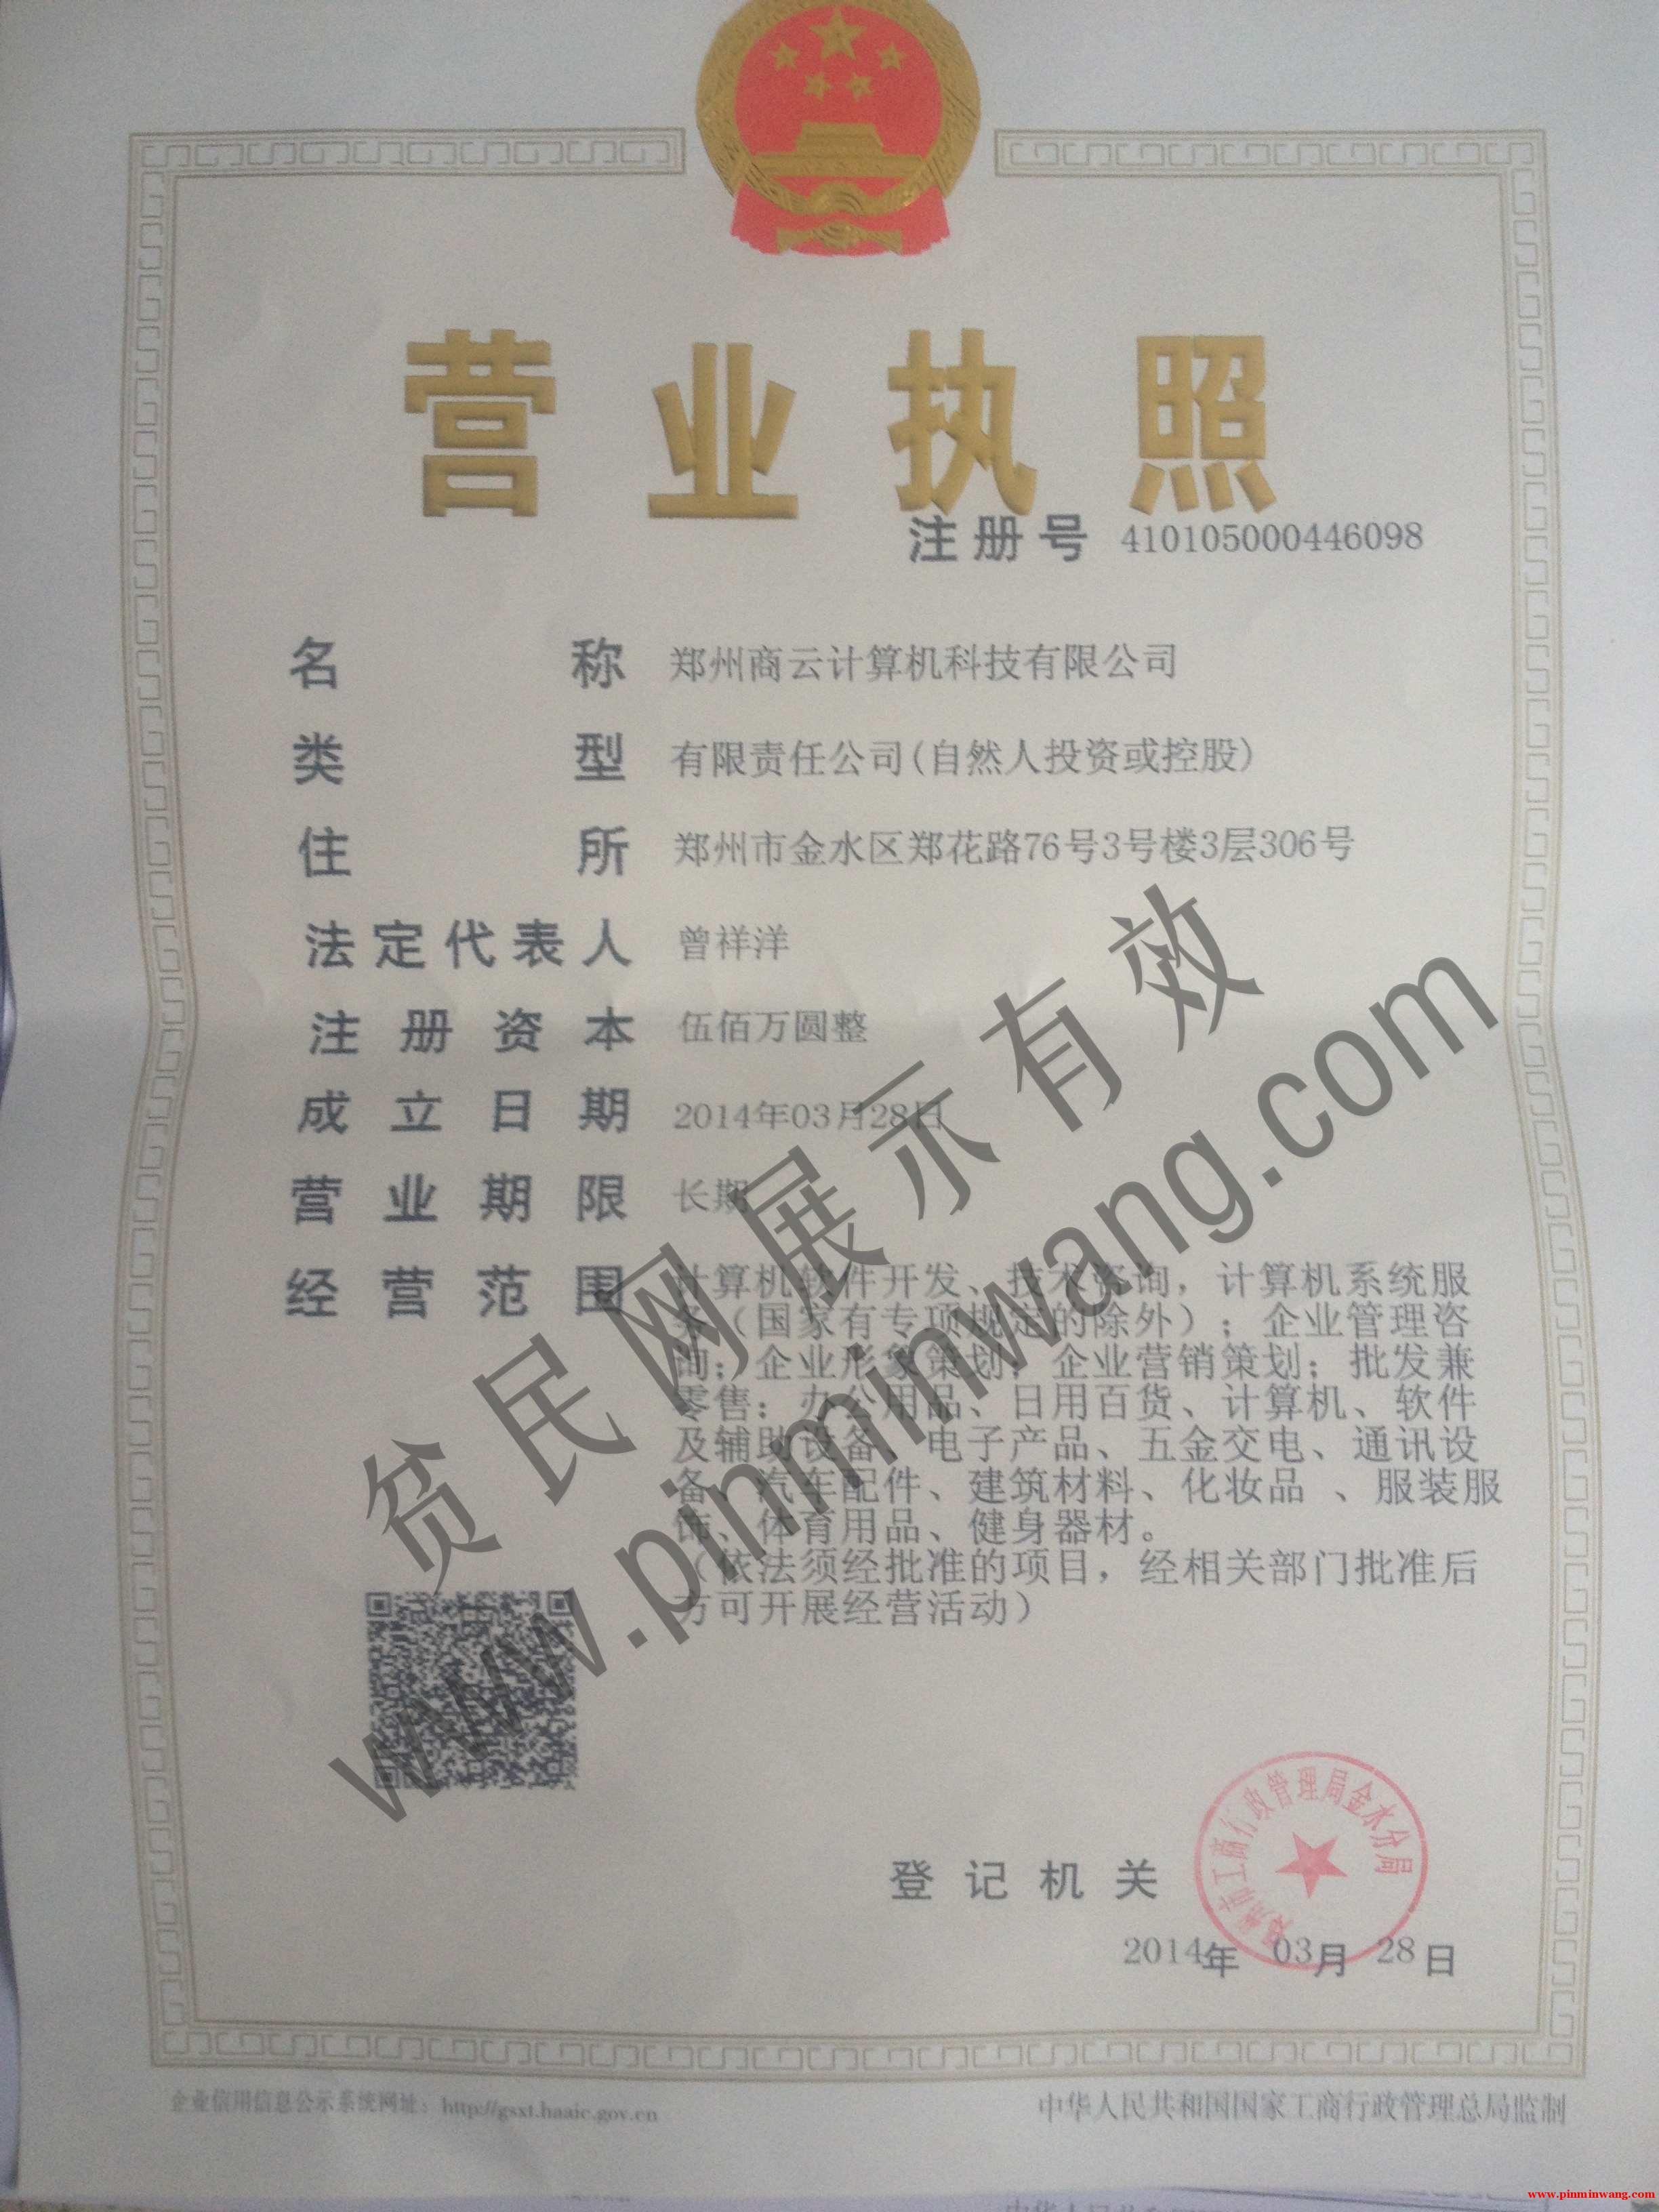 营业执照
注册号 410105000446098
名称 郑州商云计算机科技有限公司
类型 有限责任公司(自然人投资或控股)
住所 郑州市金水区郑花路76号3号楼3层306号
法定代表人 曾祥洋
注册资本 伍佰万圆整
成立日期 2014年03月28日
营业期限 长期
经营范围 计算机软件开发、技术咨询，计算机系统服
务（国家有专项规定的除外）；企业管理咨
询；企业形象策划；企业营销策划；批发兼
零售：办公用品、日用百货、计算机、软件
及辅助设备、电子产品、五金交电、通讯设
备、汽车配件、建筑材料、化妆品 、服装服
饰、体育用品、健身器材。
（依法须经批准的项目，经相关部门批准后
方可开展经营活动）
贫民网展示有效
www.pinminwang.com
郑州市工商行政管理局金水分局
登记机关
2014年 03月 28日
企业信用信息公示系统网址：http://gsxt.haaic.gov.cn
中华人民共和国国家工商行政管理总局监制
www.pinminwang.com